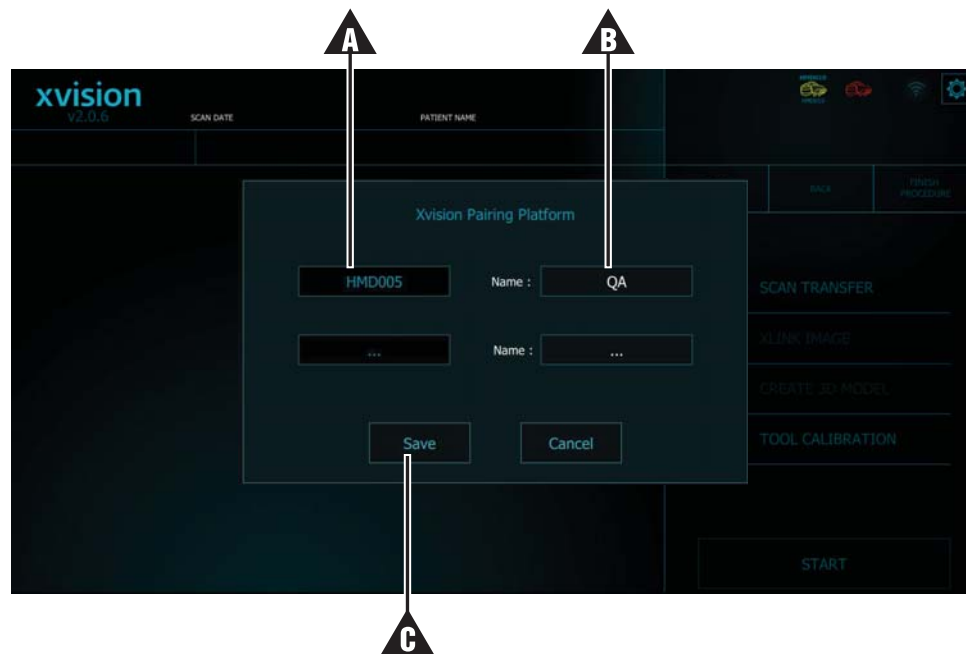 A
B
xvision
v2.0.6
SCAN DATE
PATIENT NAME
BACK
FINISH PROCEDURE
Xvision Pairing Platform
HMD005
Name :
QA
...
Name :
...
Save
Cancel
SCAN TRANSFER
XLINK IMAGE
CREATE 3D MODEL
TOOL CALIBRATION
START
C